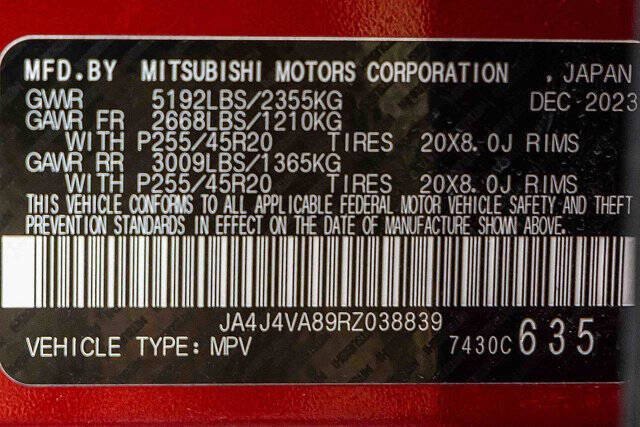 MFD.BY MITSUBISHI MOTORS CORPORATION , JAPAN
GWWR 5192LBS/2355KG DEC 2023
GAWR FR 2668LBS/1210KG
WITH P255/45R20 TIRES 20X8.0J RIMS
GAWR RR 3009LBS/1365KG
WITH P255/45R20 TIRES 20X8.0J RIMS
THIS VEHICLE CONFORMS TO ALL APPLICABLE FEDERAL MOTOR VEHICLE SAFETY AND THEFT
PREVENTION STANDARDS IN EFFECT ON THE DATE OF MANUFACTURE SHOWN ABOVE.
JA4J4VA89RZ038839
VEHICLE TYPE: MPV 7430C 635